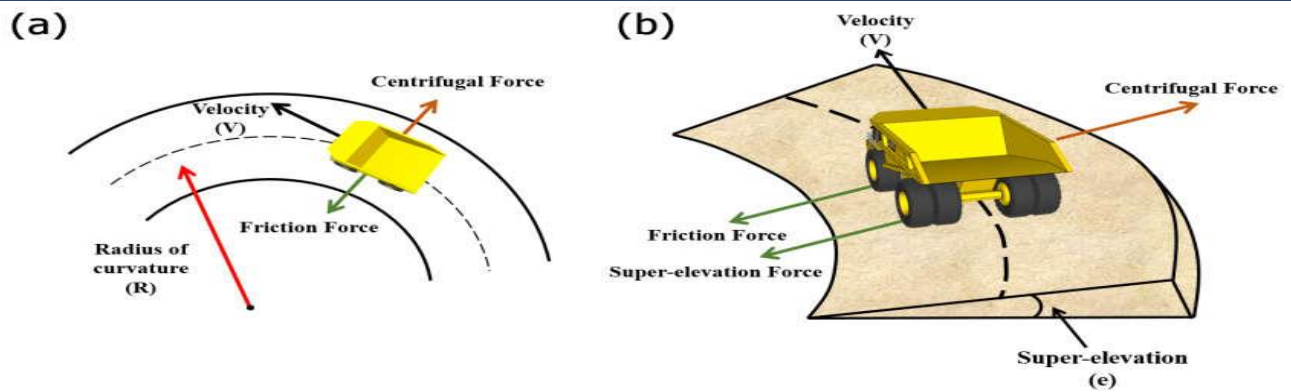 (a)
Centrifugal Force
Velocity
(V)
Friction Force
Radius of
curvature
(R)
(b)
Velocity
(V)
Centrifugal Force
Friction Force
Super-elevation Force
Super-elevation
(e)